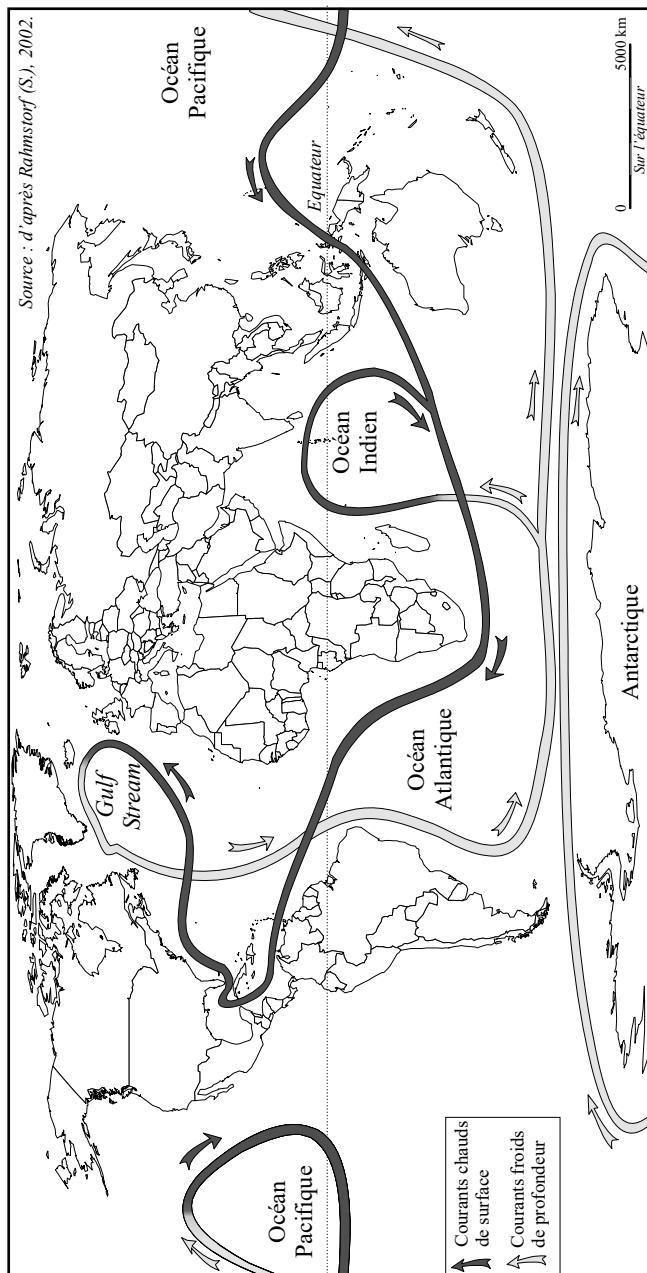 Source : d'après Rahmstorf (S.), 2002.
Océan
Pacifique
Gulf
Stream
Océan
Pacifique
Equateur
Océan
Indien
Océan
Atlantique
Antarctique
Courants chauds
de surface
Courants froids
de profondeur
0 5000 km
Sur l'équateur